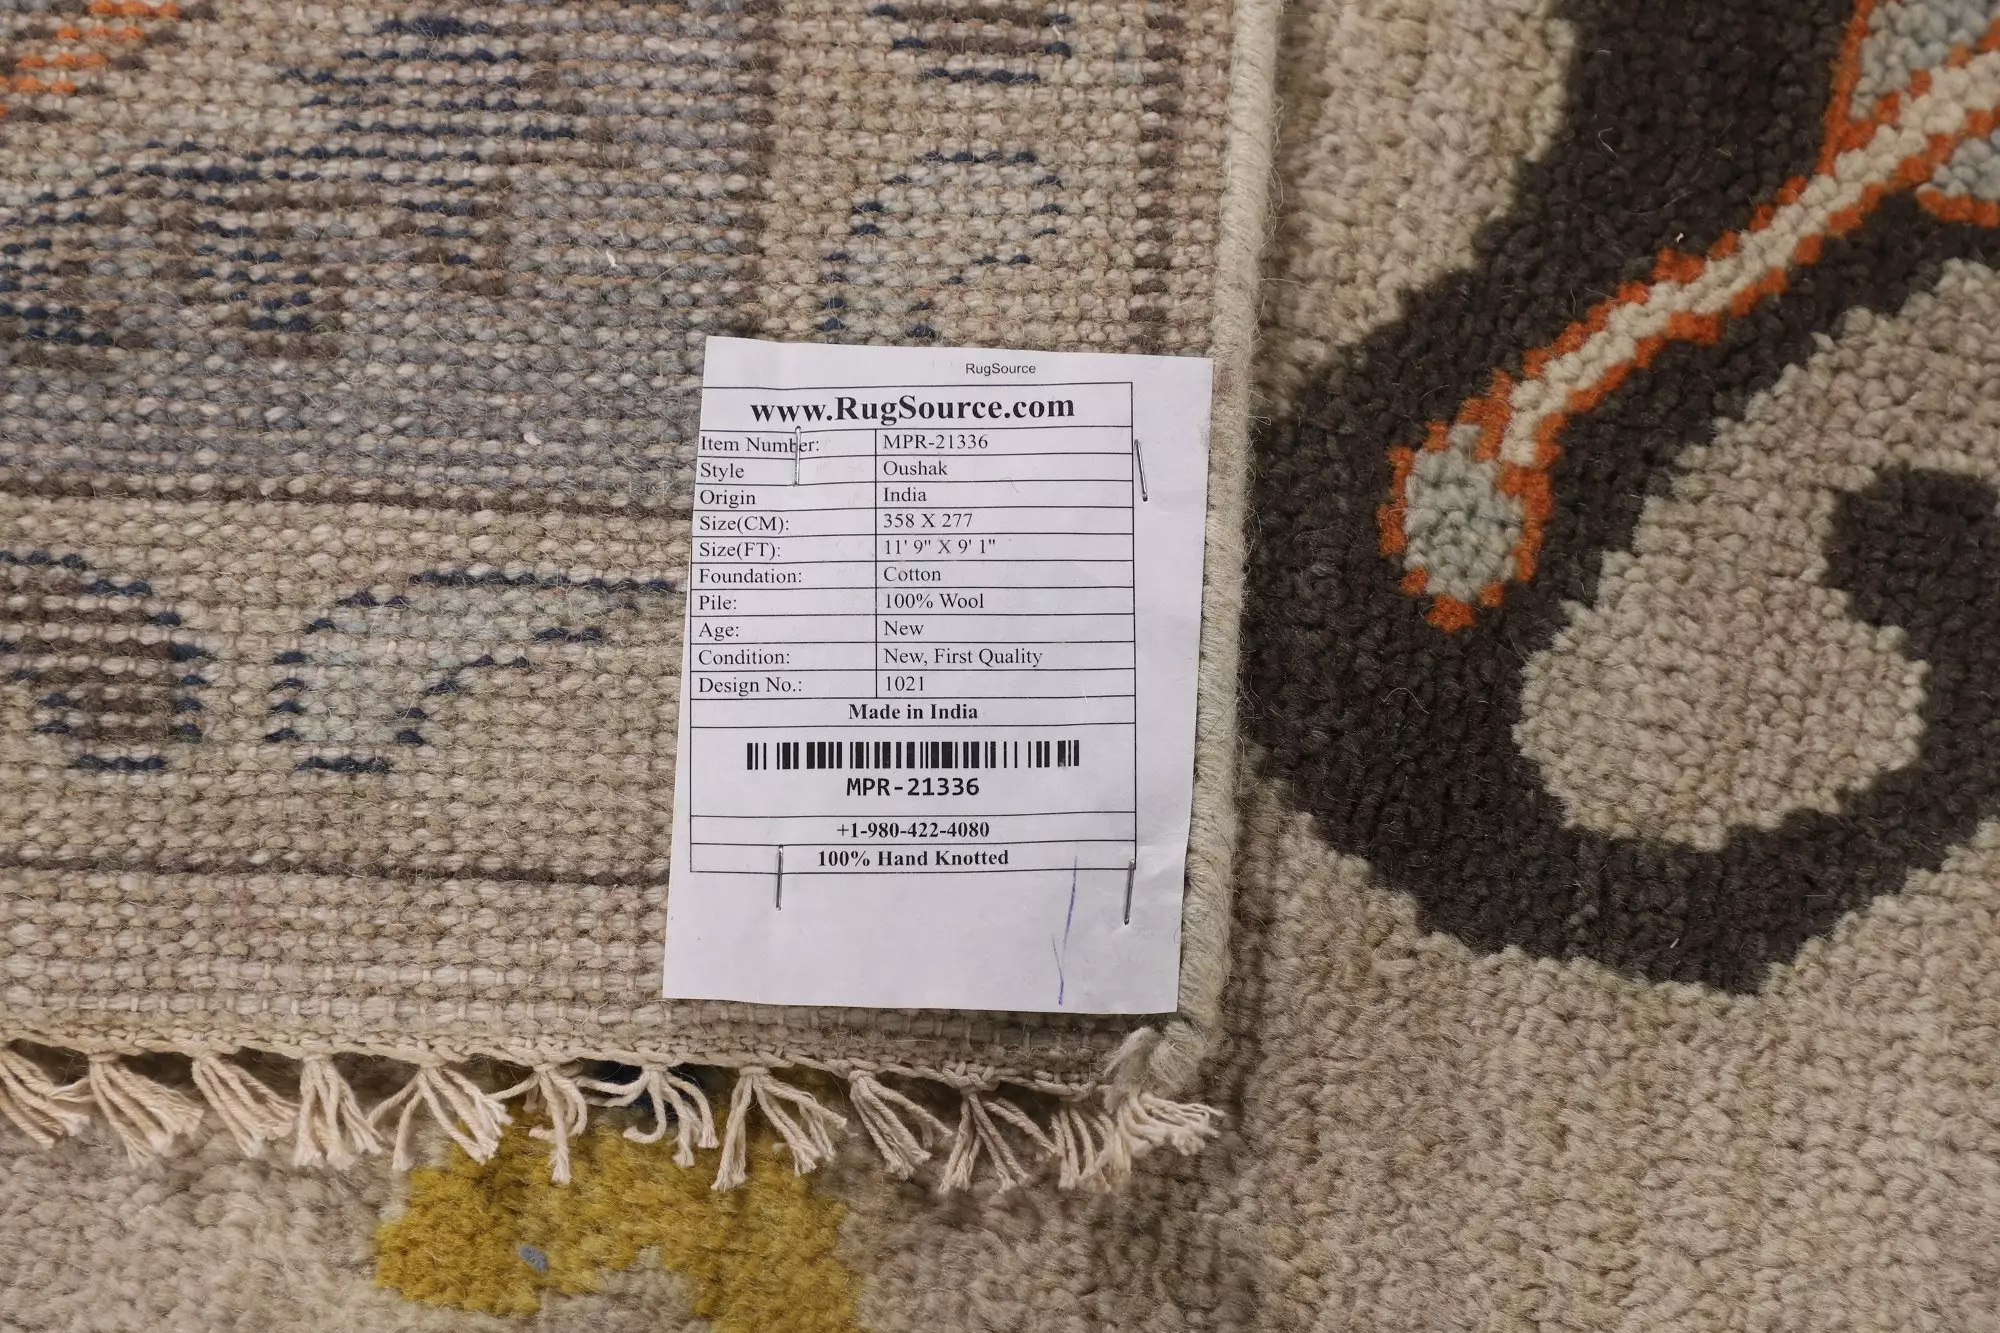 RugSource
www.RugSource.com
Item Number: MPR-21336
Style Oushak
Origin India
Size(CM): 358 X 277
Size(FT): 11' 9" X 9' 1"
Foundation: Cotton
Pile: 100% Wool
Age: New
Condition: New, First Quality
Design No.: 1021
Made in India
MPR-21336
+1-980-422-4080
100% Hand Knotted